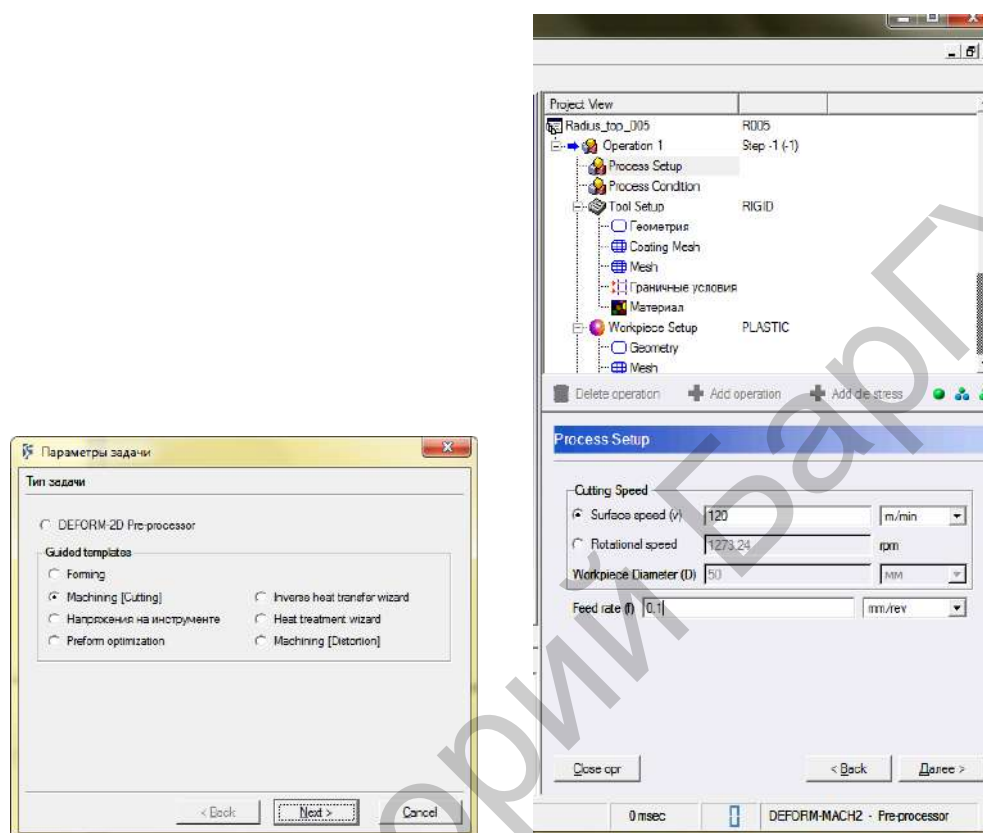 Параметры задачи
Тип задачи
DEFORM-2D Pre-processor
Guided templates
Forming
Machining [Cutting] Inverse heat transfer wizard
Напряжения на инструменте Heat treatment wizard
Preform optimization Machining [Distortion]
< Back Next > Cancel
Project View
Radius_top_005 R005
Operation 1 Step -1 (-1)
Process Setup
Process Condition
Tool Setup RIGID
Геометрия
Coating Mesh
Mesh
Граничные условия
Материал
Workpiece Setup PLASTIC
Geometry
Mesh
Delete operation Add operation Add die stress
Process Setup
Cutting Speed
Surface speed (v) 120 m/min
Rotational speed 1273.24 rpm
Workpiece Diameter (D) 50 мм
Feed rate (f) 0.1 mm/rev
Close opr < Back Далее >
0 msec DEFORM-MACH2 - Pre-processor
орий БарГУ